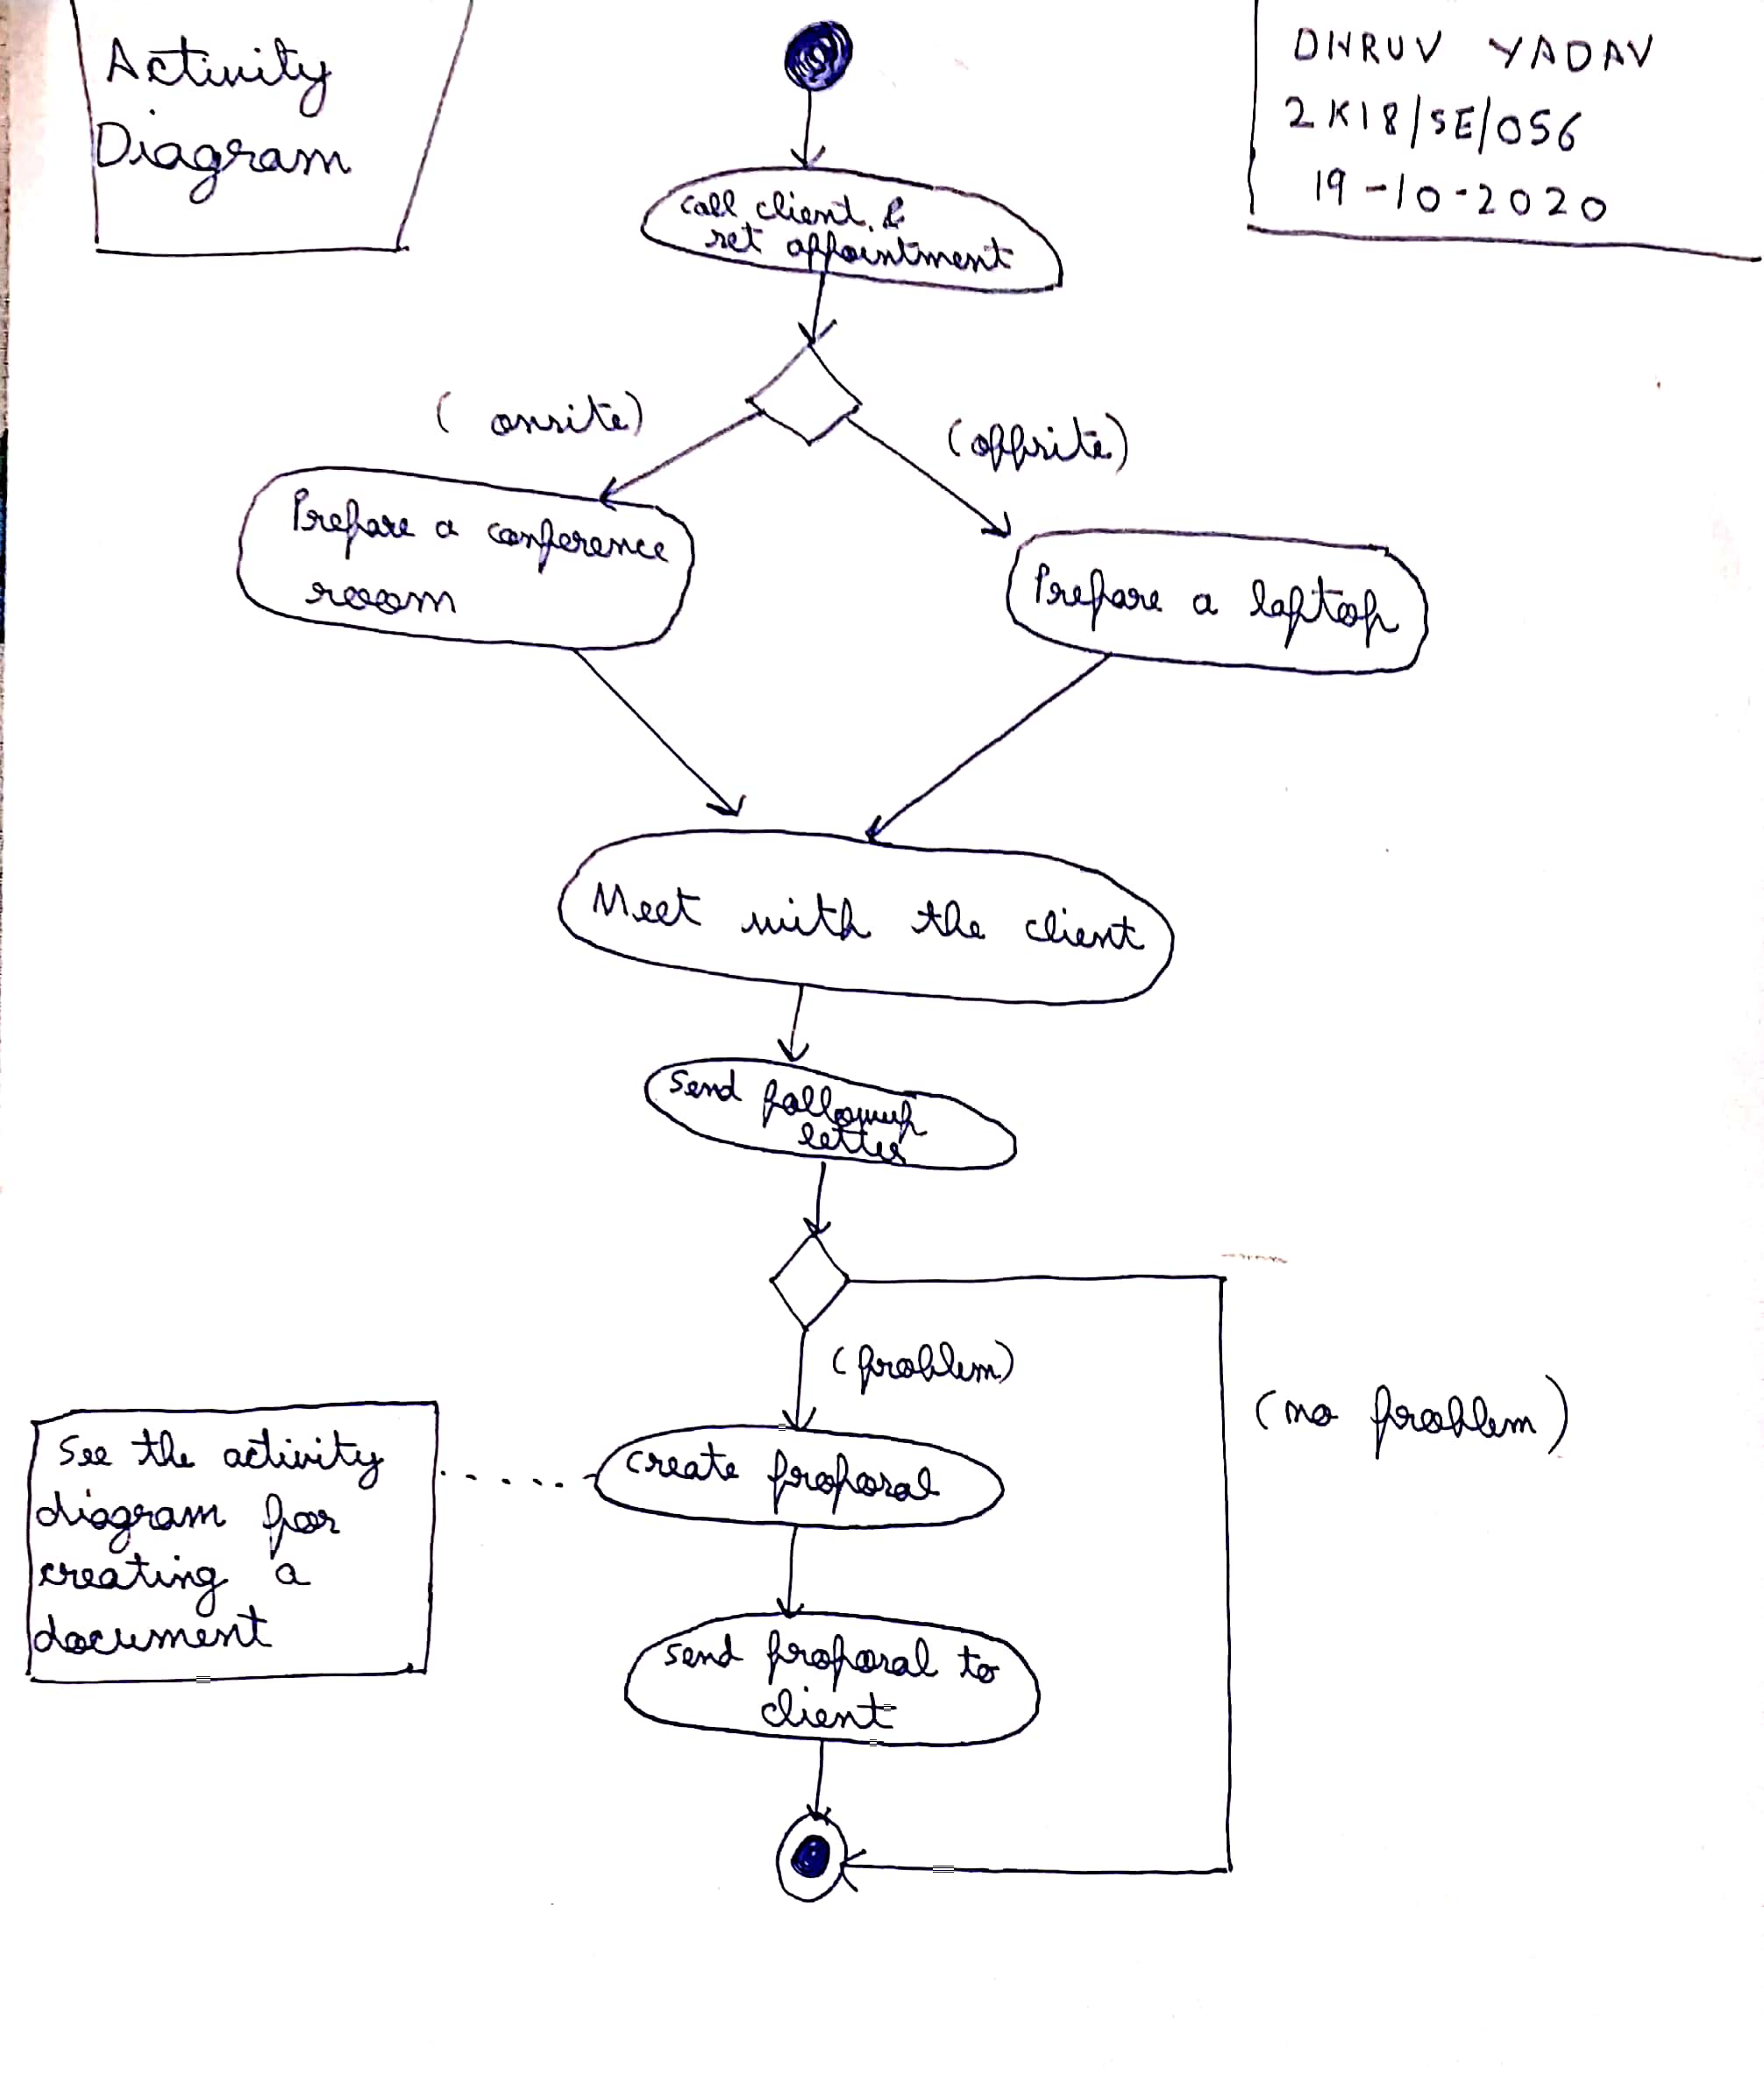 Activity
Diagram
DHRUV YADAV
2K18/SE/056
19-10-2020
call client &
set appointment
(onsite)
(offsite)
Prepare a conference
room
Prepare a laptop
Meet with the client
Send followup
letter
(problem)
(no problem)
See the activity
diagram for
creating a
document
create proposal
send proposal to
client